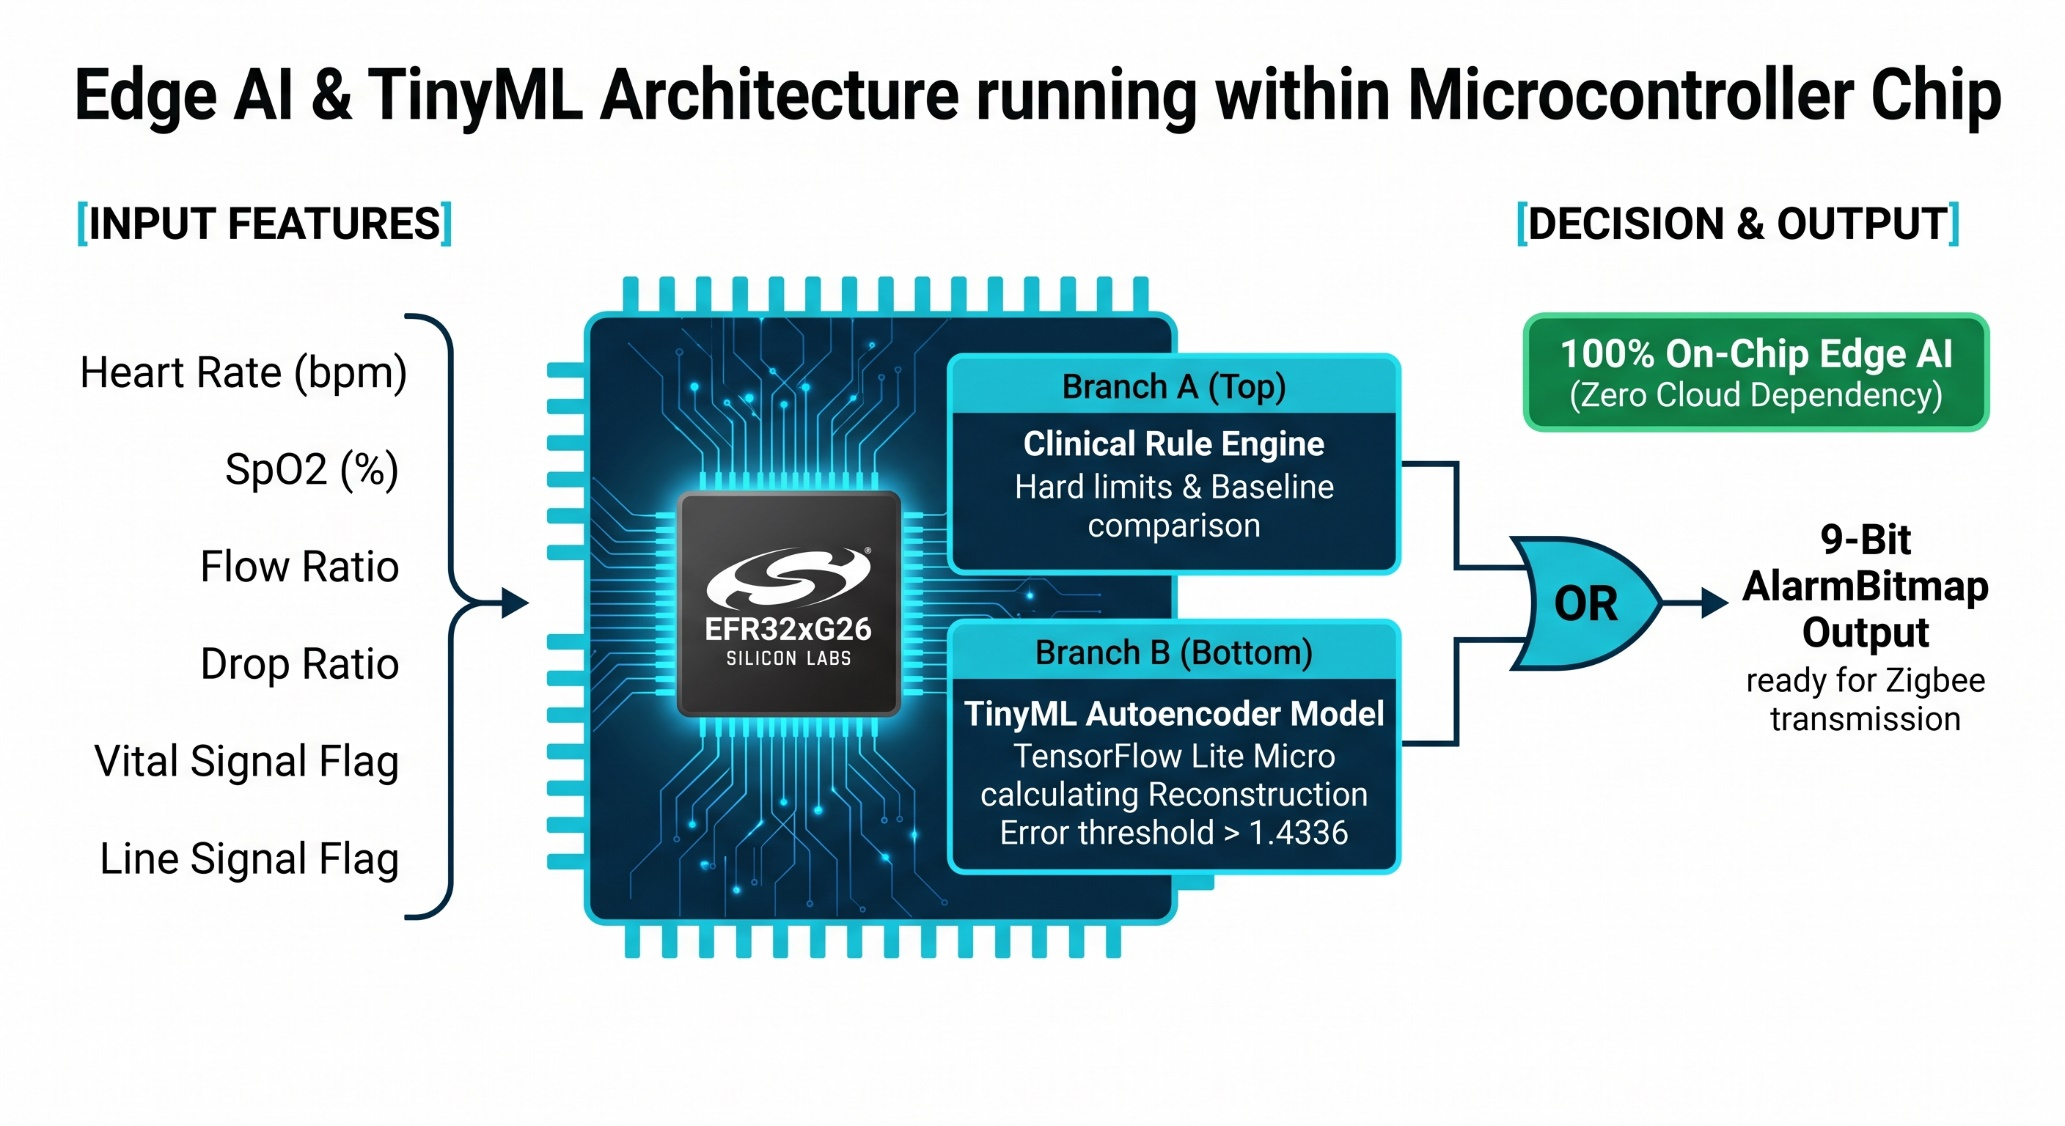 Edge AI & TinyML Architecture running within Microcontroller Chip
[INPUT FEATURES]
Heart Rate (bpm)
SpO2 (%)
Flow Ratio
Drop Ratio
Vital Signal Flag
Line Signal Flag
EFR32xG26
SILICON LABS
Branch A (Top)
Clinical Rule Engine
Hard limits & Baseline
comparison
Branch B (Bottom)
TinyML Autoencoder Model
TensorFlow Lite Micro
calculating Reconstruction
Error threshold > 1.4336
[DECISION & OUTPUT]
100% On-Chip Edge AI
(Zero Cloud Dependency)
OR
9-Bit
AlarmBitmap
Output
ready for Zigbee
transmission